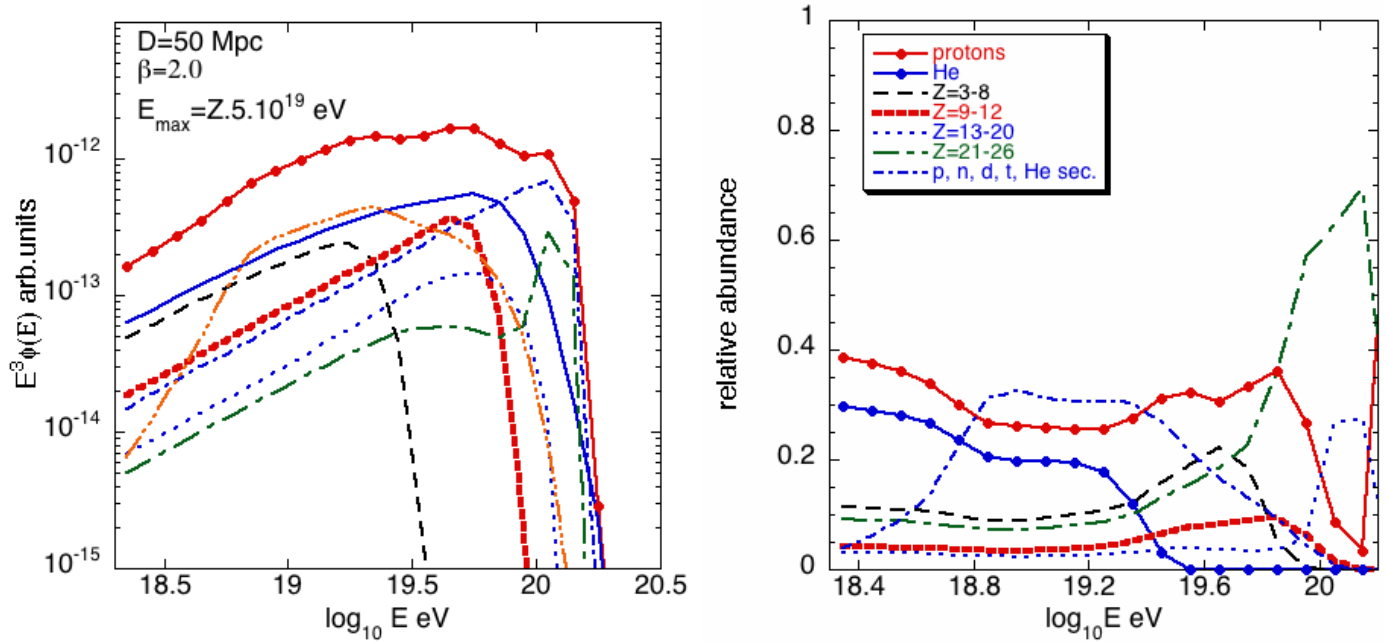 D=50 Mpc
β=2.0
E_max=Z.5.10^19 eV
E^3 ϕ(E) arb.units
10^-12
10^-13
10^-14
10^-15
18.5 19 19.5 20 20.5
log_10 E eV
protons
He
Z=3-8
Z=9-12
Z=13-20
Z=21-26
p, n, d, t, He sec.
relative abundance
1
0.8
0.6
0.4
0.2
0
18.4 18.8 19.2 19.6 20
log_10 E eV